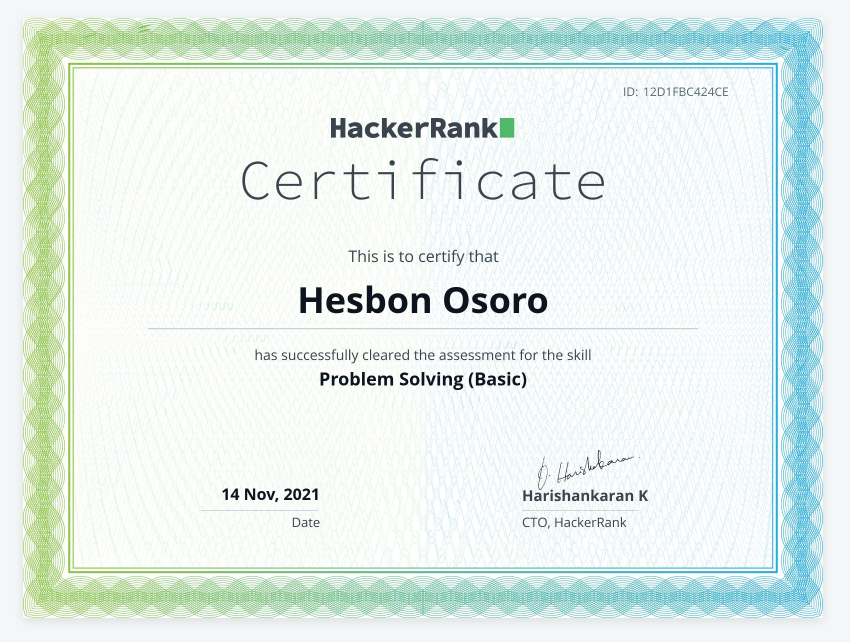 ID: 12D1FBC424CE
HackerRank
Certificate
This is to certify that
Hesbon Osoro
has successfully cleared the assessment for the skill
Problem Solving (Basic)
14 Nov, 2021
Date
Harishankaran K
CTO, HackerRank